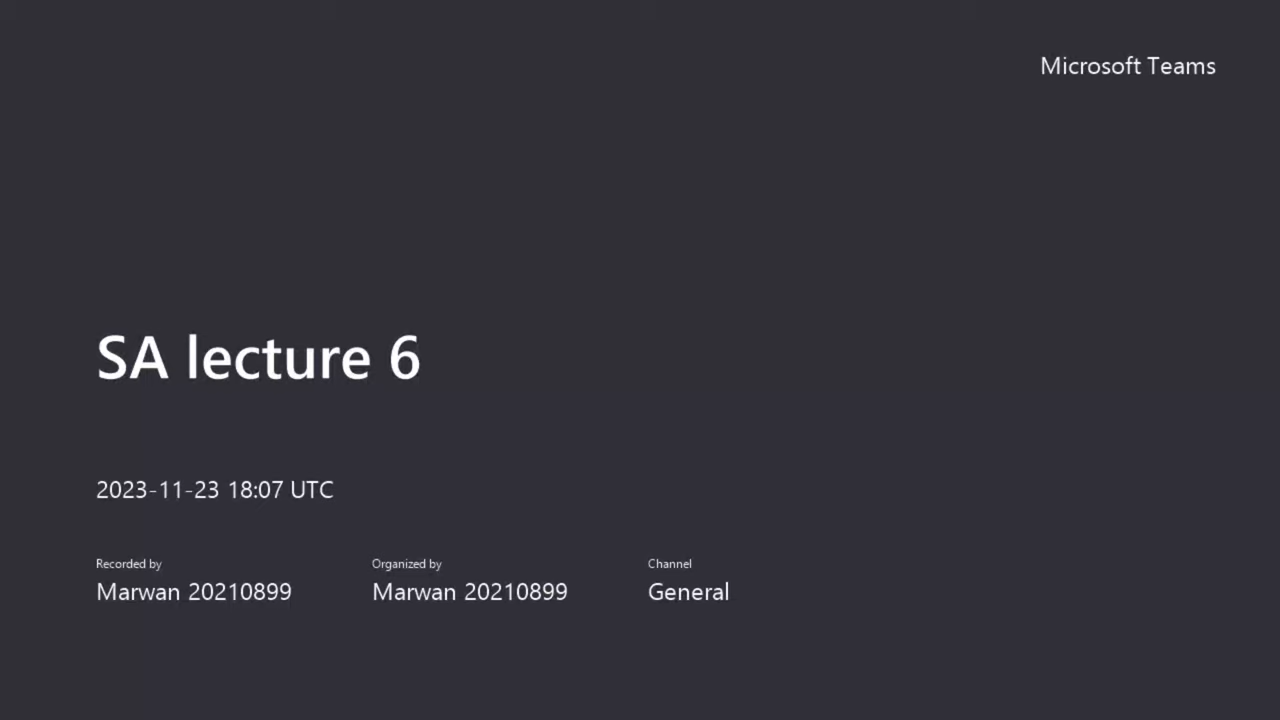 Microsoft Teams
SA lecture 6
2023-11-23 18:07 UTC
Recorded by
Marwan 20210899
Organized by
Marwan 20210899
Channel
General